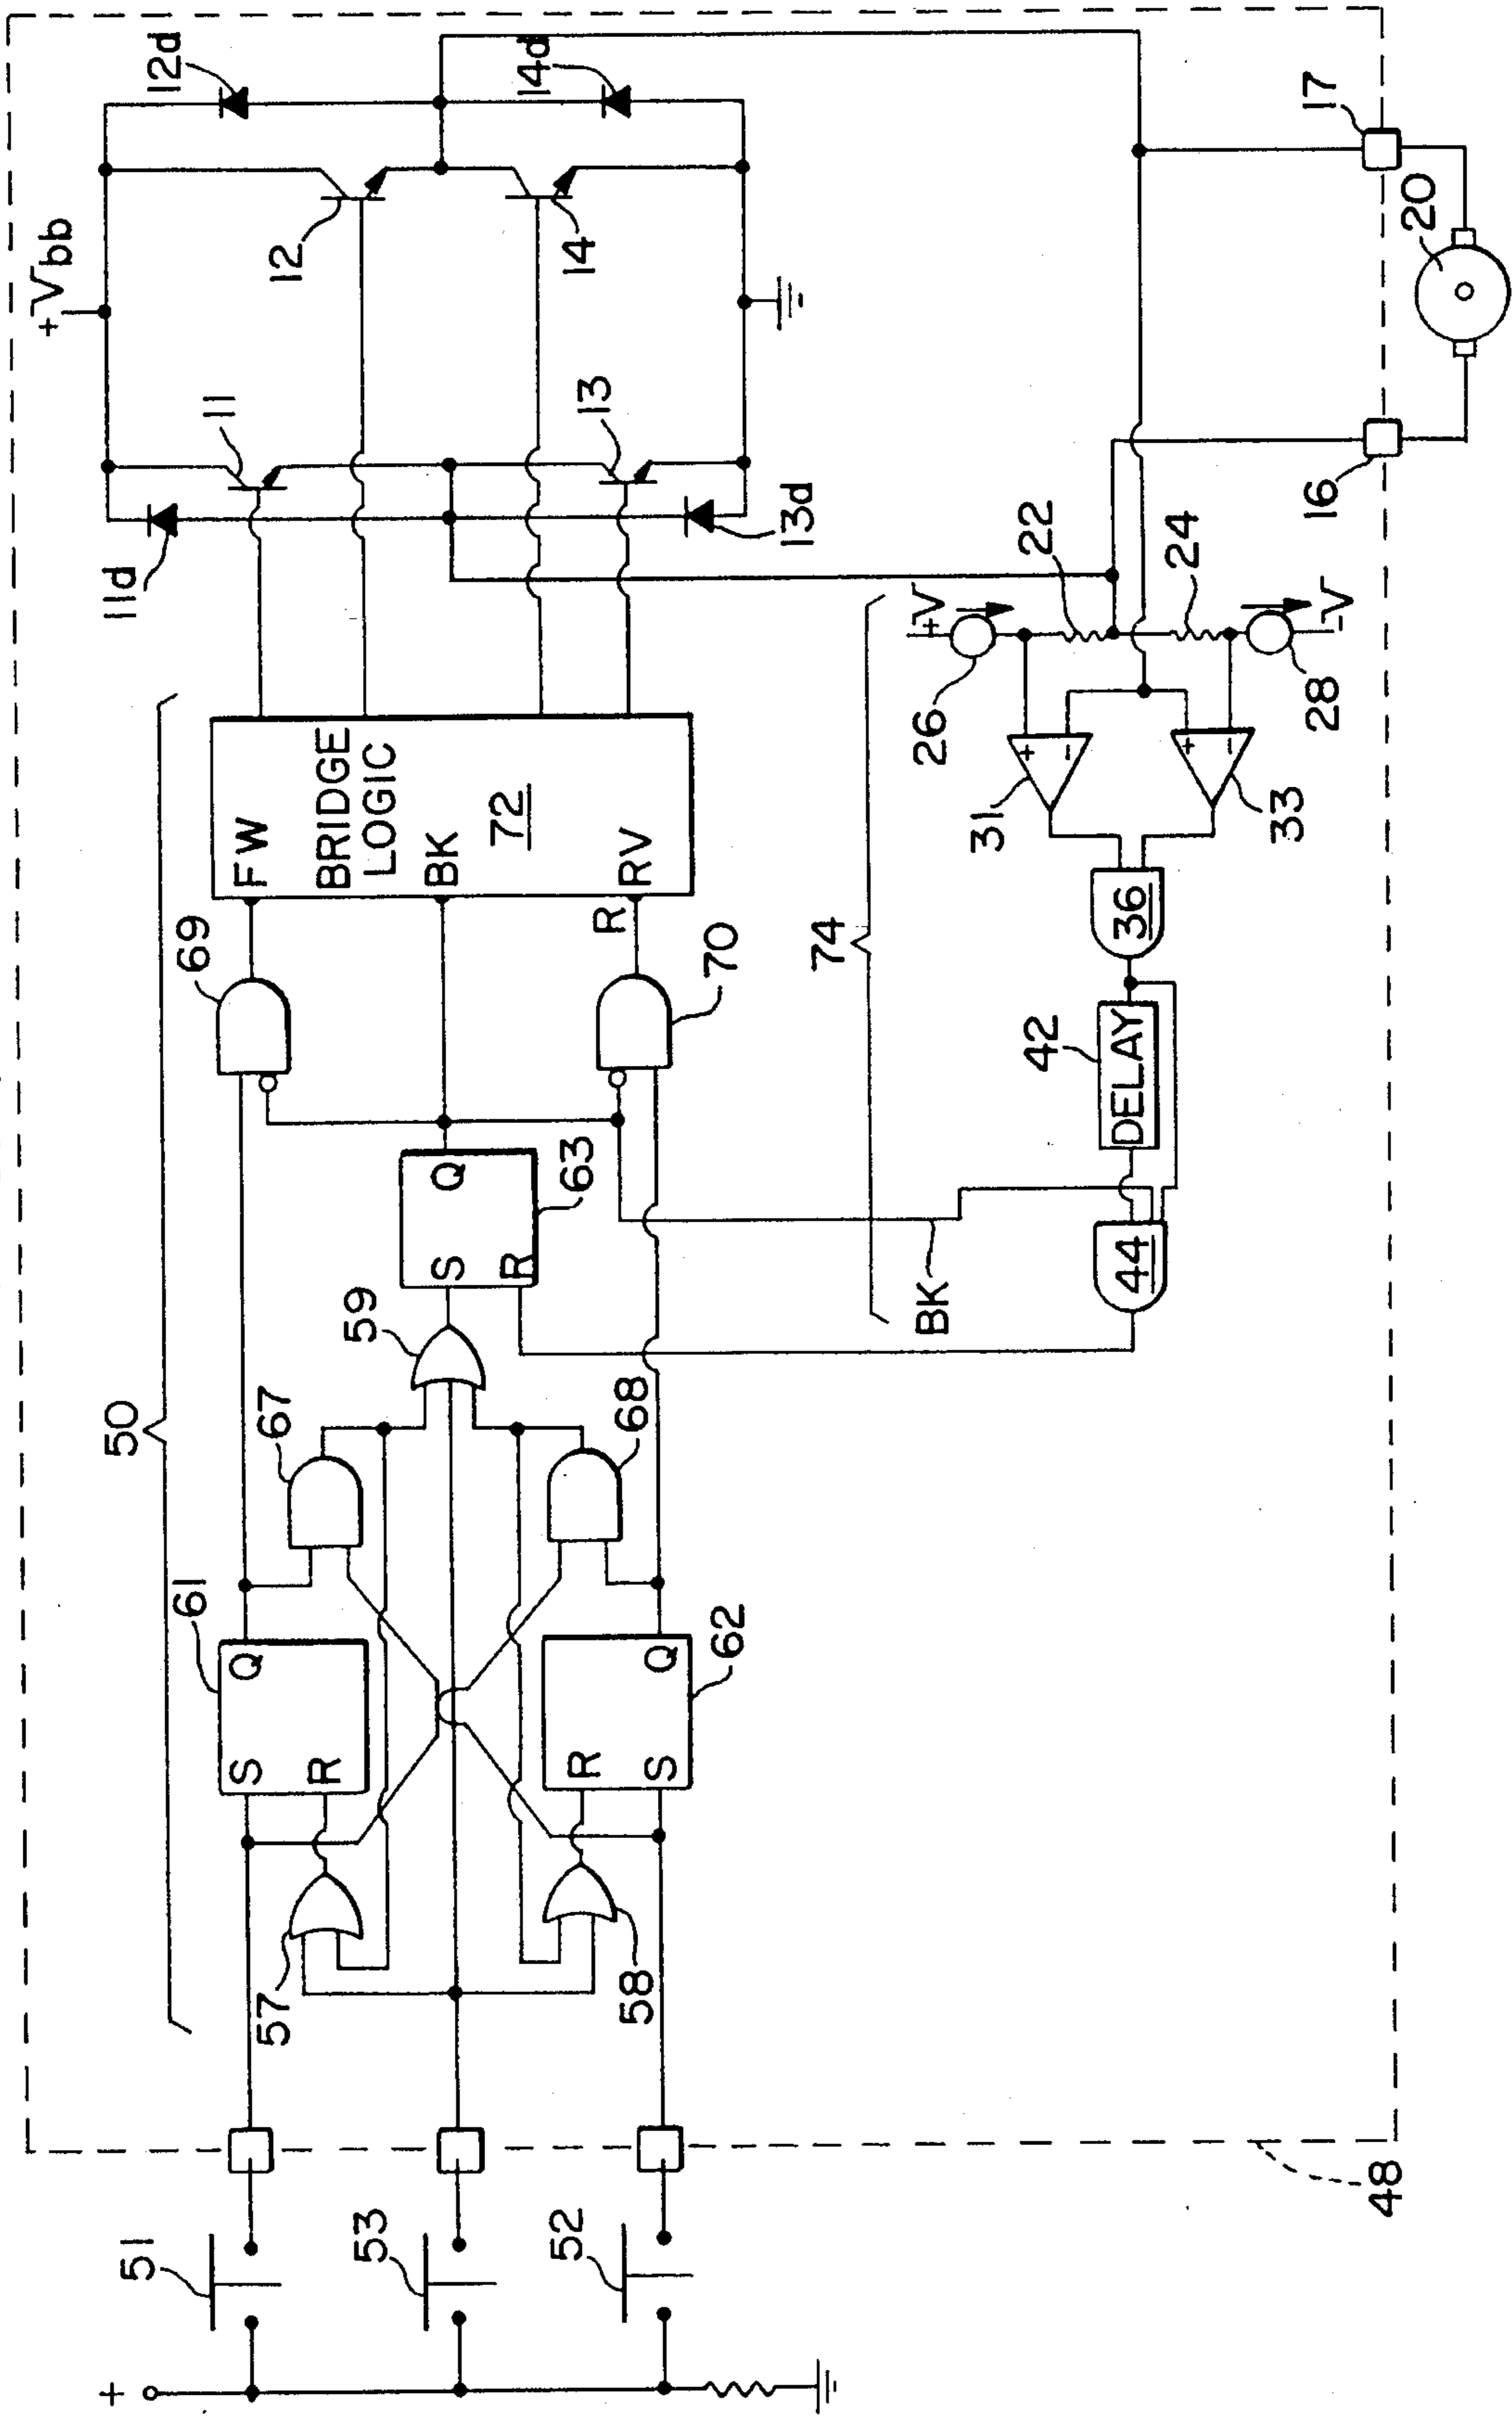 +Vbb
12d
14d
12
14
11
13
11d
13d
17
20
16
FW
BRIDGE
LOGIC
BK
72
RV
R
+V
22
24
26
28
-V
+
-
+
-
31
33
36
74
42
DELAY
44
BK
69
70
50
Q
63
S
R
59
67
68
61
Q
S
R
62
Q
R
S
57
58
51
53
52
48
+